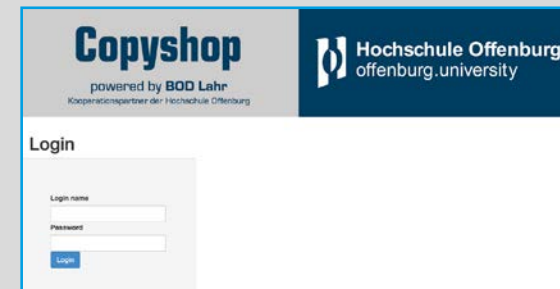 Copyshop
powered by BOD Lahr
Kooperationspartner der Hochschule Offenburg
Hochschule Offenburg
offenburg.university
Login
Login name
Password
Login